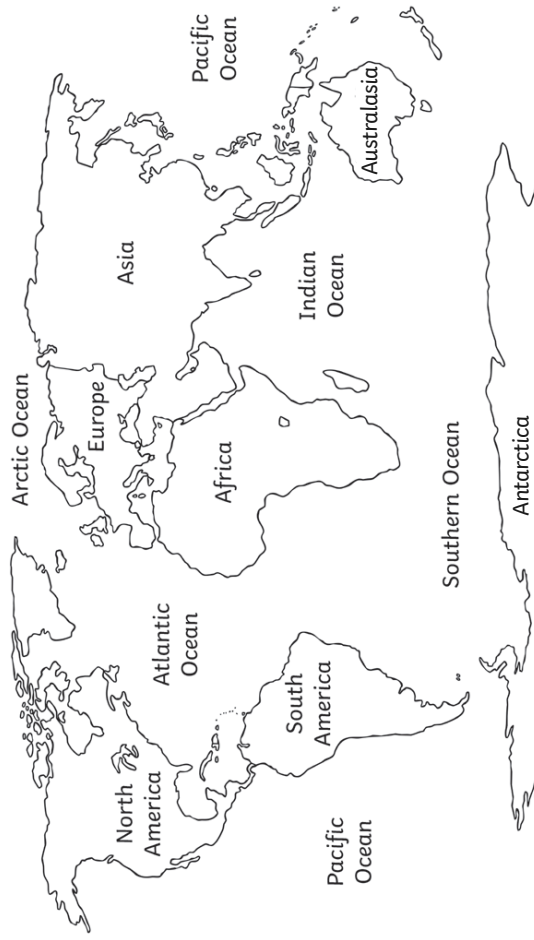 Arctic Ocean
North
America
Atlantic
Ocean
Europe
Asia
Pacific
Ocean
Africa
Pacific
Ocean
South
America
Indian
Ocean
Australasia
Southern Ocean
Antarctica